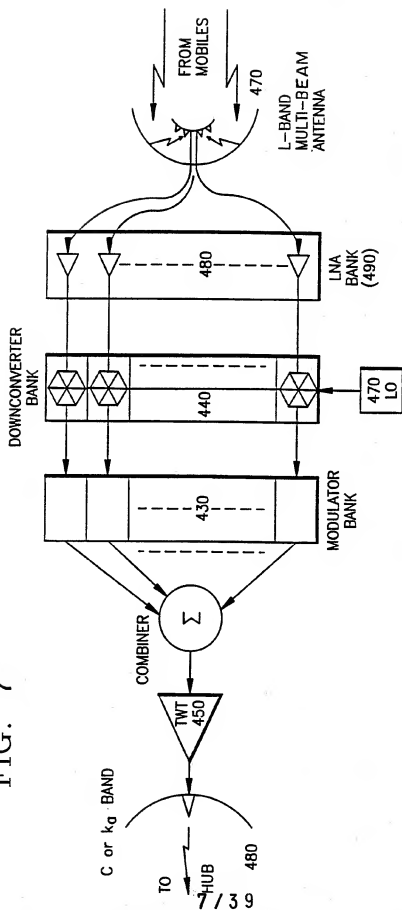 FIG. 7
FROM
MOBILES
470
L-BAND
MULTI-BEAM
ANTENNA
480
LNA
BANK
(490)
DOWNCONVERTER
BANK
440
470
LO
430
MODULATOR
BANK
COMBINER
Σ
TWT
450
C or ka BAND
TO
HUB
480
7/39